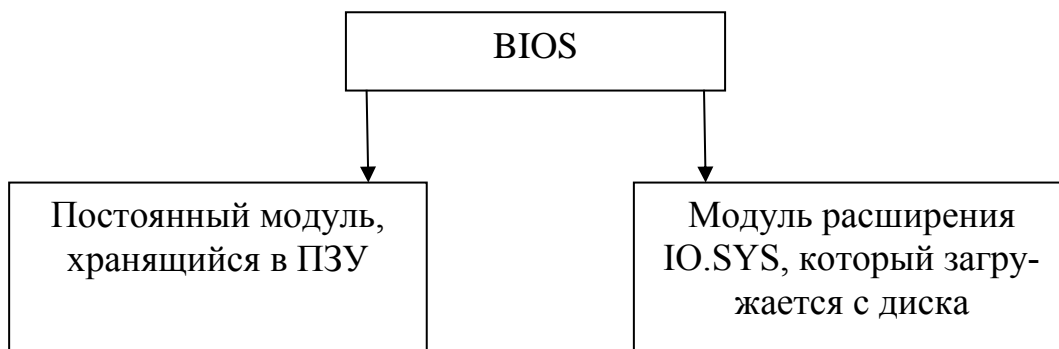 BIOS
Постоянный модуль,
хранящийся в ПЗУ
Модуль расширения
IO.SYS, который загру-
жается с диска